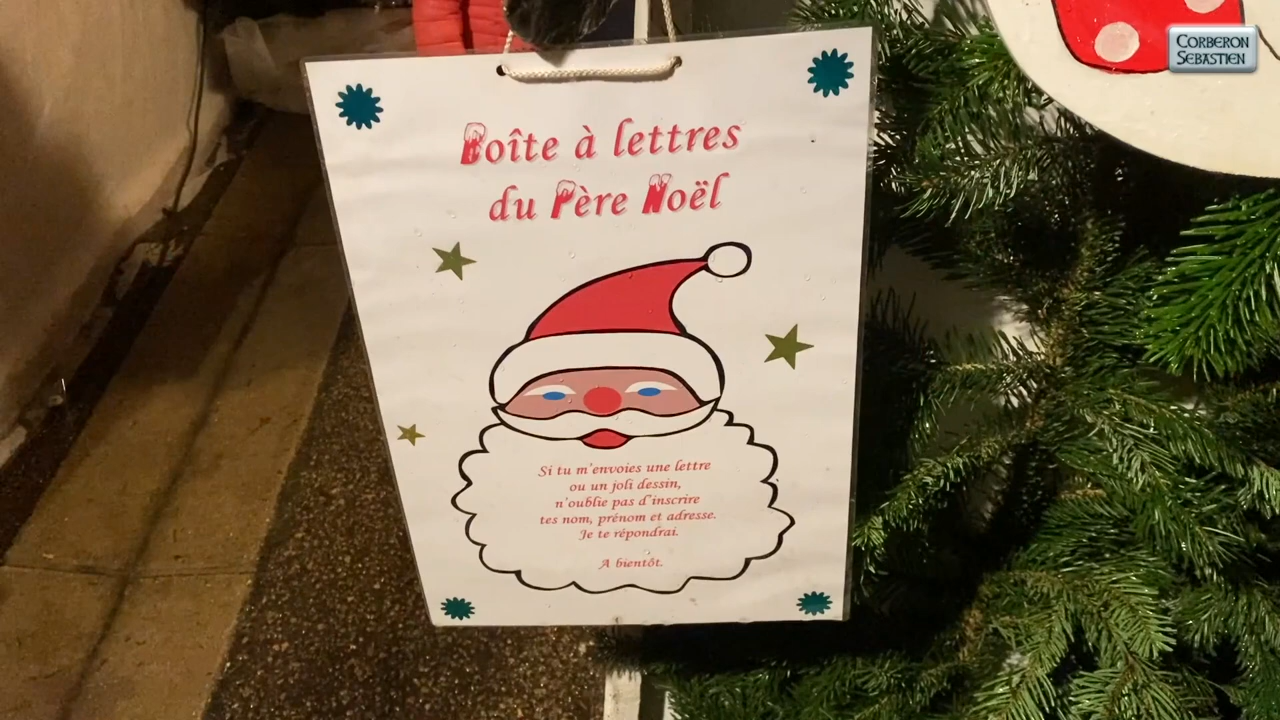 CORBERON
SEBASTIEN
Boîte à lettres
du Père Noël
Si tu m'envoies une lettre
ou un joli dessin,
n'oublie pas d'inscrire
tes nom, prénom et adresse.
Je te répondrai.
A bientôt.